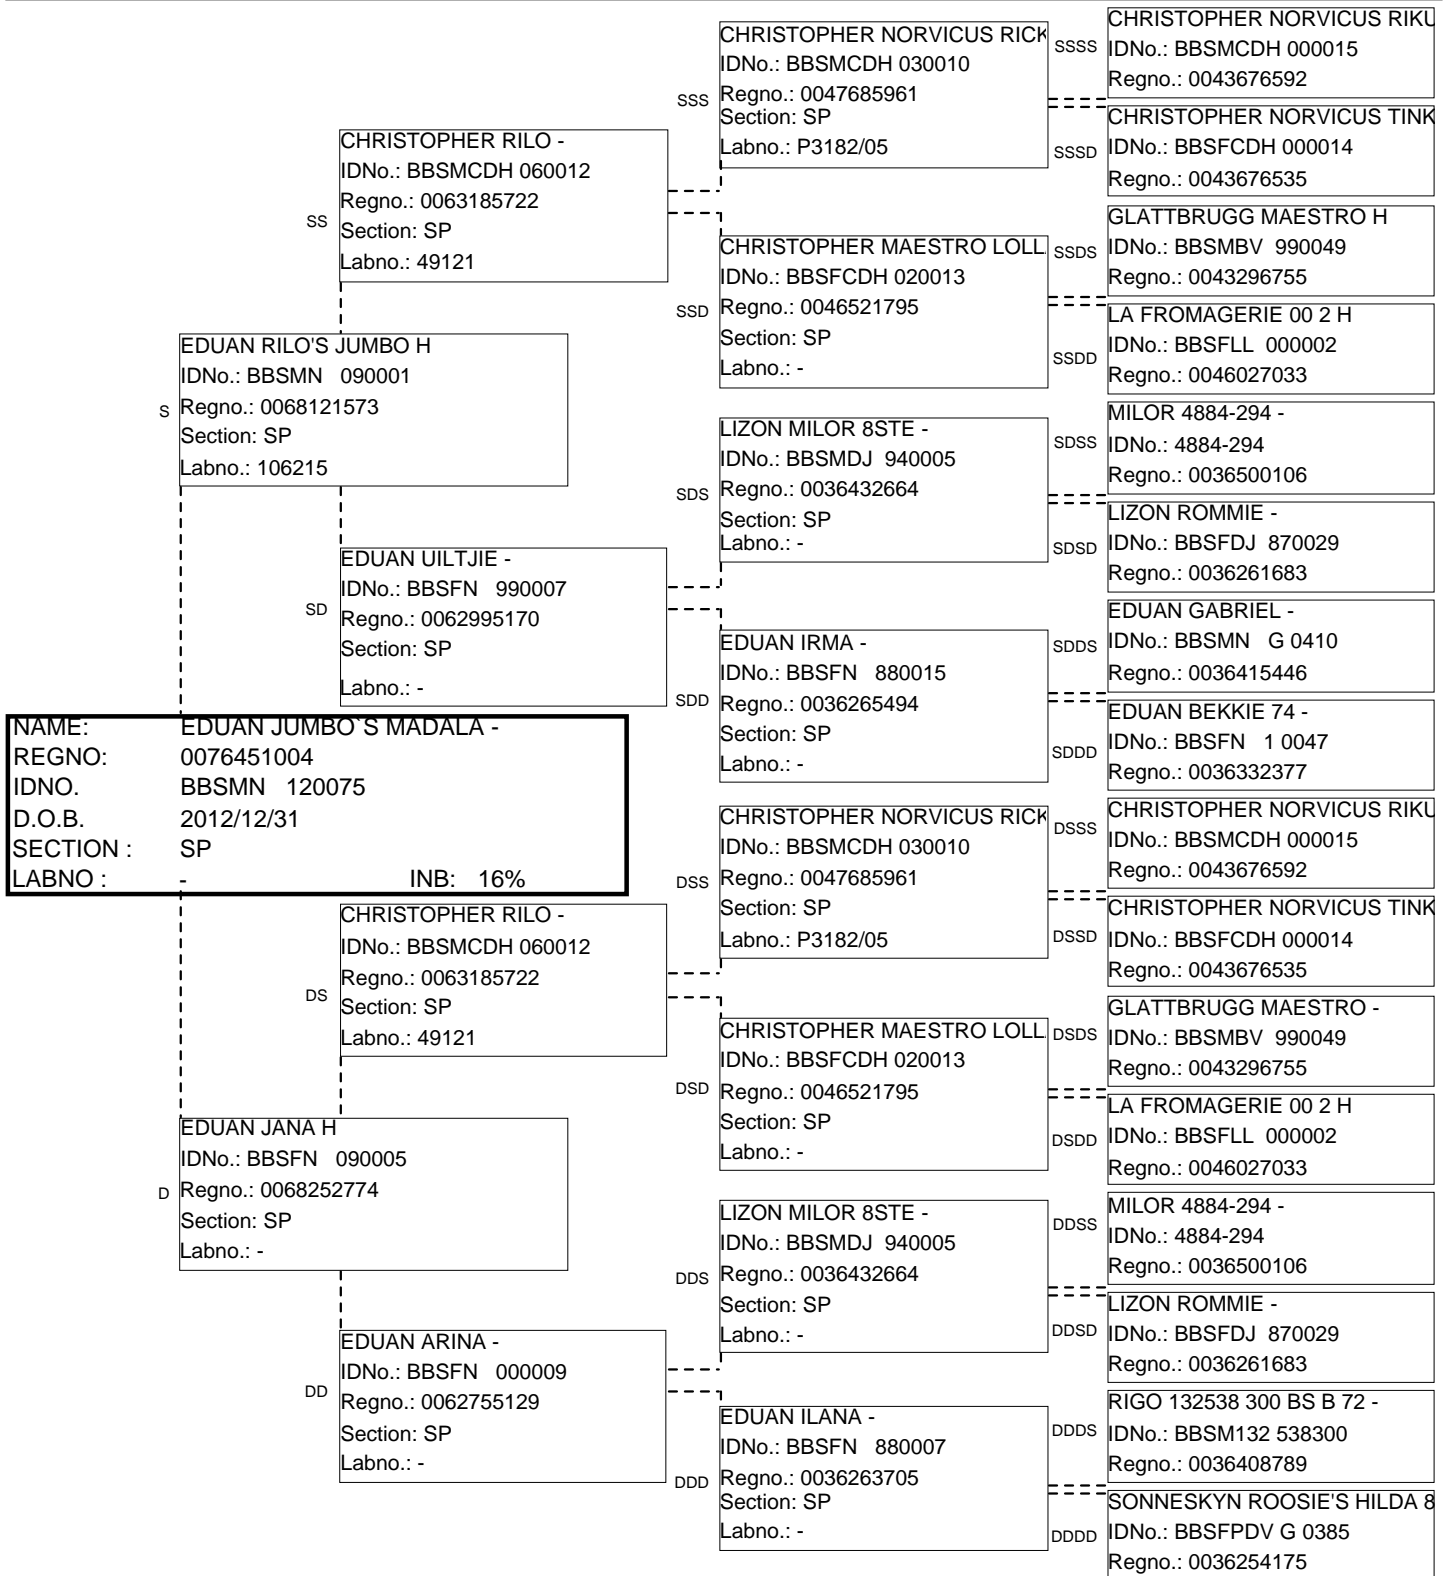 SSSS
CHRISTOPHER NORVICUS RIKU
IDNo.: BBSMCDH 000015
Regno.: 0043676592
SSS
CHRISTOPHER NORVICUS RICK
IDNo.: BBSMCDH 030010
Regno.: 0047685961
Section: SP
Labno.: P3182/05
SSSD
CHRISTOPHER NORVICUS TINK
IDNo.: BBSFCDH 000014
Regno.: 0043676535
SS
CHRISTOPHER RILO -
IDNo.: BBSMCDH 060012
Regno.: 0063185722
Section: SP
Labno.: 49121
SSDS
GLATTBRUGG MAESTRO H
IDNo.: BBSMBV 990049
Regno.: 0043296755
SSD
CHRISTOPHER MAESTRO LOLL
IDNo.: BBSFCDH 020013
Regno.: 0046521795
Section: SP
Labno.: -
SSDD
LA FROMAGERIE 00 2 H
IDNo.: BBSFLL 000002
Regno.: 0046027033
S
EDUAN RILO'S JUMBO H
IDNo.: BBSMN 090001
Regno.: 0068121573
Section: SP
Labno.: 106215
SDSS
MILOR 4884-294 -
IDNo.: 4884-294
Regno.: 0036500106
SDS
LIZON MILOR 8STE -
IDNo.: BBSMDJ 940005
Regno.: 0036432664
Section: SP
Labno.: -
SDSD
LIZON ROMMIE -
IDNo.: BBSFDJ 870029
Regno.: 0036261683
SD
EDUAN UILTJIE -
IDNo.: BBSFN 990007
Regno.: 0062995170
Section: SP
Labno.: -
SDDS
EDUAN GABRIEL -
IDNo.: BBSMN G 0410
Regno.: 0036415446
SDD
EDUAN IRMA -
IDNo.: BBSFN 880015
Regno.: 0036265494
Section: SP
Labno.: -
SDDD
EDUAN BEKKIE 74 -
IDNo.: BBSFN 1 0047
Regno.: 0036332377
NAME: EDUAN JUMBO`S MADALA -
REGNO: 0076451004
IDNO. BBSMN 120075
D.O.B. 2012/12/31
SECTION : SP
LABNO : - INB: 16%
DSSS
CHRISTOPHER NORVICUS RIKU
IDNo.: BBSMCDH 000015
Regno.: 0043676592
DSS
CHRISTOPHER NORVICUS RICK
IDNo.: BBSMCDH 030010
Regno.: 0047685961
Section: SP
Labno.: P3182/05
DSSD
CHRISTOPHER NORVICUS TINK
IDNo.: BBSFCDH 000014
Regno.: 0043676535
DS
CHRISTOPHER RILO -
IDNo.: BBSMCDH 060012
Regno.: 0063185722
Section: SP
Labno.: 49121
DSDS
GLATTBRUGG MAESTRO -
IDNo.: BBSMBV 990049
Regno.: 0043296755
DSD
CHRISTOPHER MAESTRO LOLL
IDNo.: BBSFCDH 020013
Regno.: 0046521795
Section: SP
Labno.: -
DSDD
LA FROMAGERIE 00 2 H
IDNo.: BBSFLL 000002
Regno.: 0046027033
D
EDUAN JANA H
IDNo.: BBSFN 090005
Regno.: 0068252774
Section: SP
Labno.: -
DDSS
MILOR 4884-294 -
IDNo.: 4884-294
Regno.: 0036500106
DDS
LIZON MILOR 8STE -
IDNo.: BBSMDJ 940005
Regno.: 0036432664
Section: SP
Labno.: -
DDSD
LIZON ROMMIE -
IDNo.: BBSFDJ 870029
Regno.: 0036261683
DD
EDUAN ARINA -
IDNo.: BBSFN 000009
Regno.: 0062755129
Section: SP
Labno.: -
DDDS
RIGO 132538 300 BS B 72 -
IDNo.: BBSM132 538300
Regno.: 0036408789
DDD
EDUAN ILANA -
IDNo.: BBSFN 880007
Regno.: 0036263705
Section: SP
Labno.: -
DDDD
SONNESKYN ROOSIE'S HILDA 8
IDNo.: BBSFPDV G 0385
Regno.: 0036254175